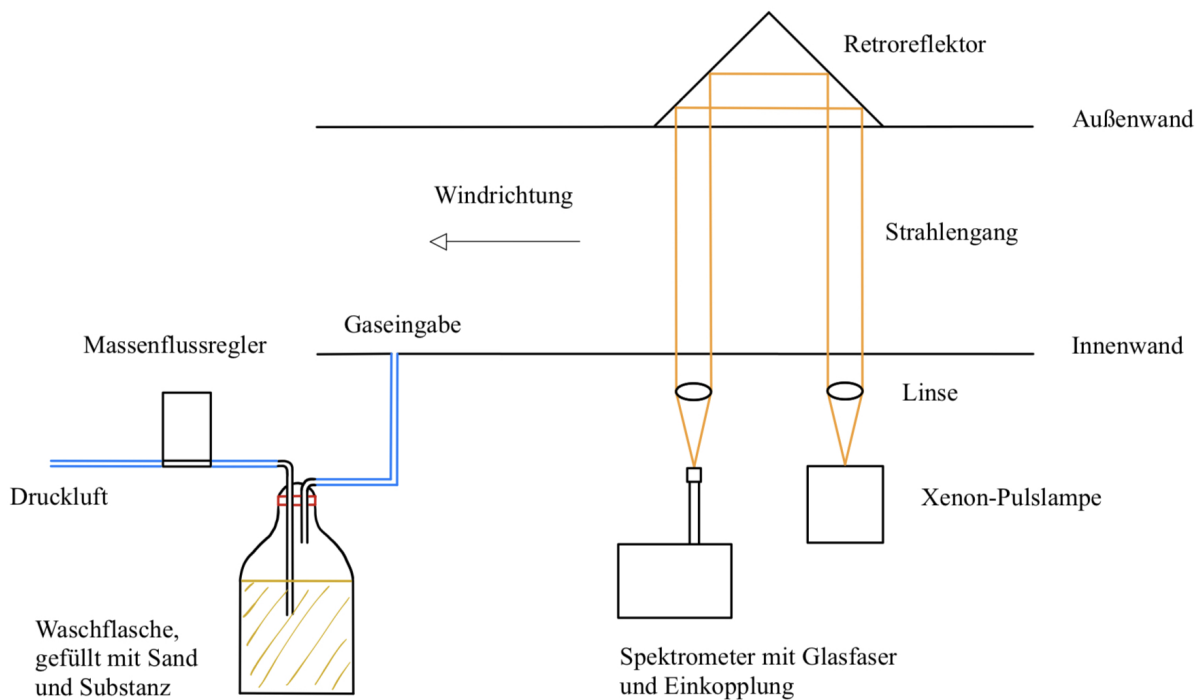 Retroreflektor
Außenwand
Windrichtung
Strahlengang
Gaseingabe
Massenflussregler
Innenwand
Linse
Druckluft
Xenon-Pulslampe
Waschflasche,
gefüllt mit Sand
und Substanz
Spektrometer mit Glasfaser
und Einkopplung